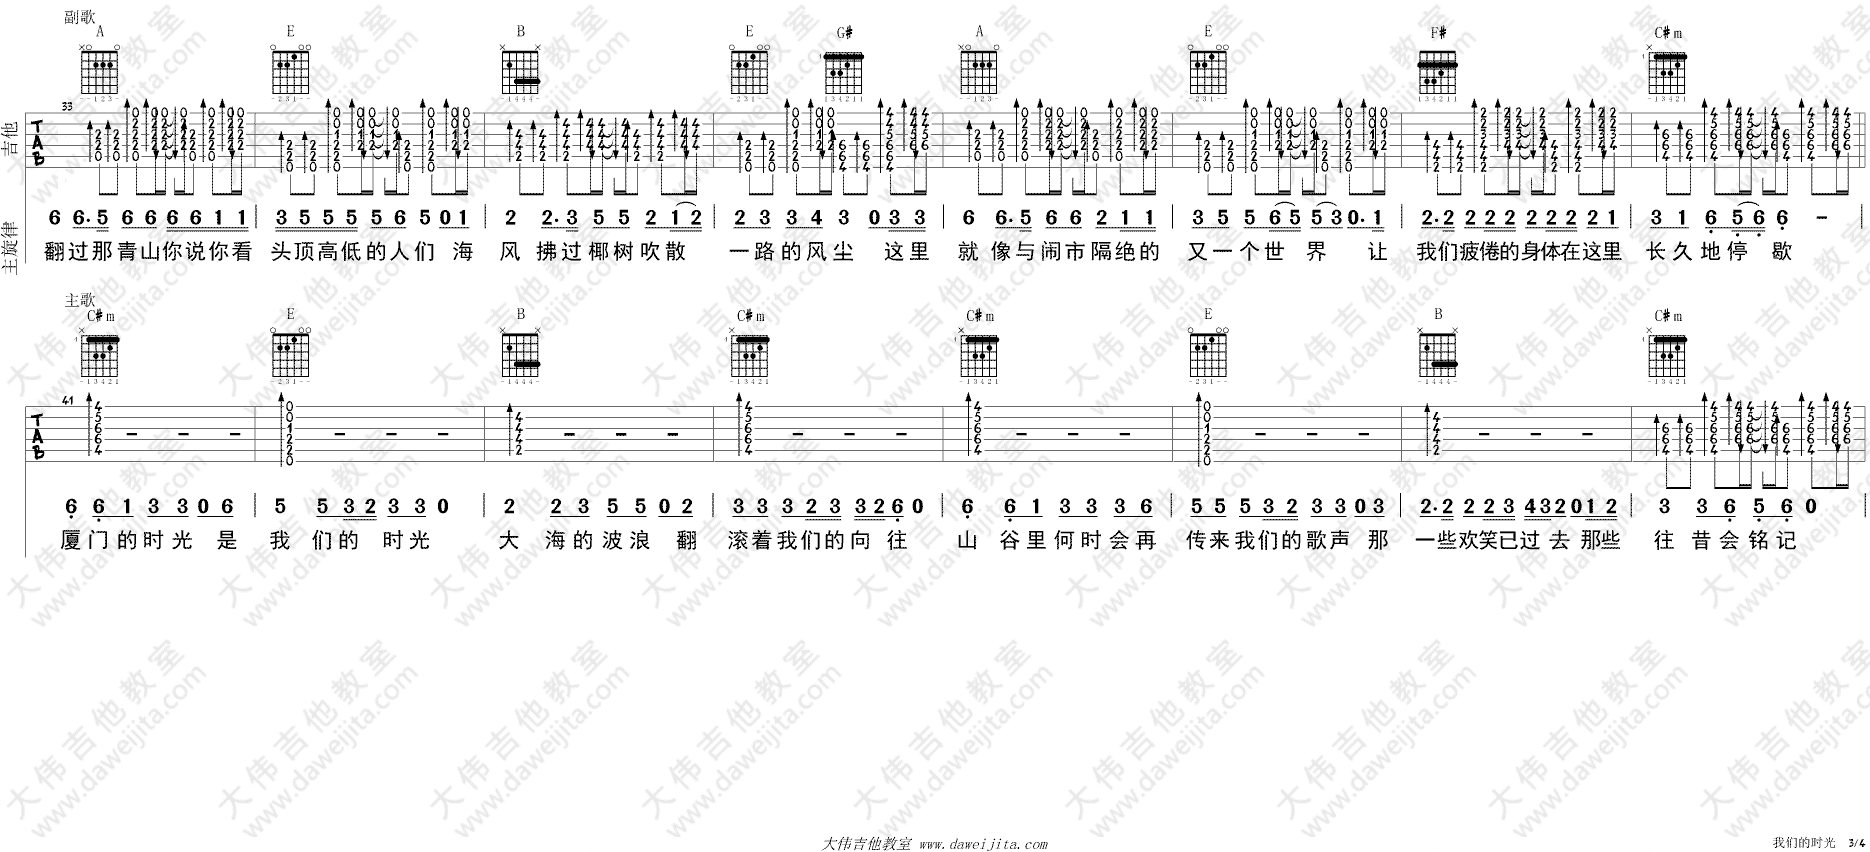 副歌
A E B E G# A E F# C#m
33
吉他
TAB
主旋律
6 6.5 6 6 6 6 1 1 | 3 5 5 5 5 6 5 0 1 | 2 2.3 5 5 2 1 2 | 2 3 3 4 3 0 3 3 | 6 6.5 6 6 2 1 1 | 3 5 5 6 5 5 3 0.1 | 2.2 2 2 2 2 2 2 2 1 | 3 1 6 5 6 6 -
翻过那青山你说你看 头顶高低的人们 海 风 拂过椰树吹散 一路的风尘 这里 就像与闹市隔绝的 又一个世界 让 我们疲倦的身体在这里 长久地停歇
主歌
C#m E B C#m C#m E B C#m
41
TAB
6 6 1 3 3 0 6 | 5 5 3 2 3 3 0 | 2 2 3 5 5 0 2 | 3 3 3 2 3 3 2 6 0 | 6 6 1 3 3 3 6 | 5 5 5 3 2 3 3 0 3 | 2.2 2 2 3 4 3 2 0 1 2 | 3 3 6 5 6 0
厦门的时光 是 我们的时光 大海的波浪 翻 滚着我们的向往 山谷里何时会再 传来我们的歌声 那 一些欢笑已过去那些 往昔会铭记
大伟吉他教室 www.daweijita.com
我们的时光 3/4